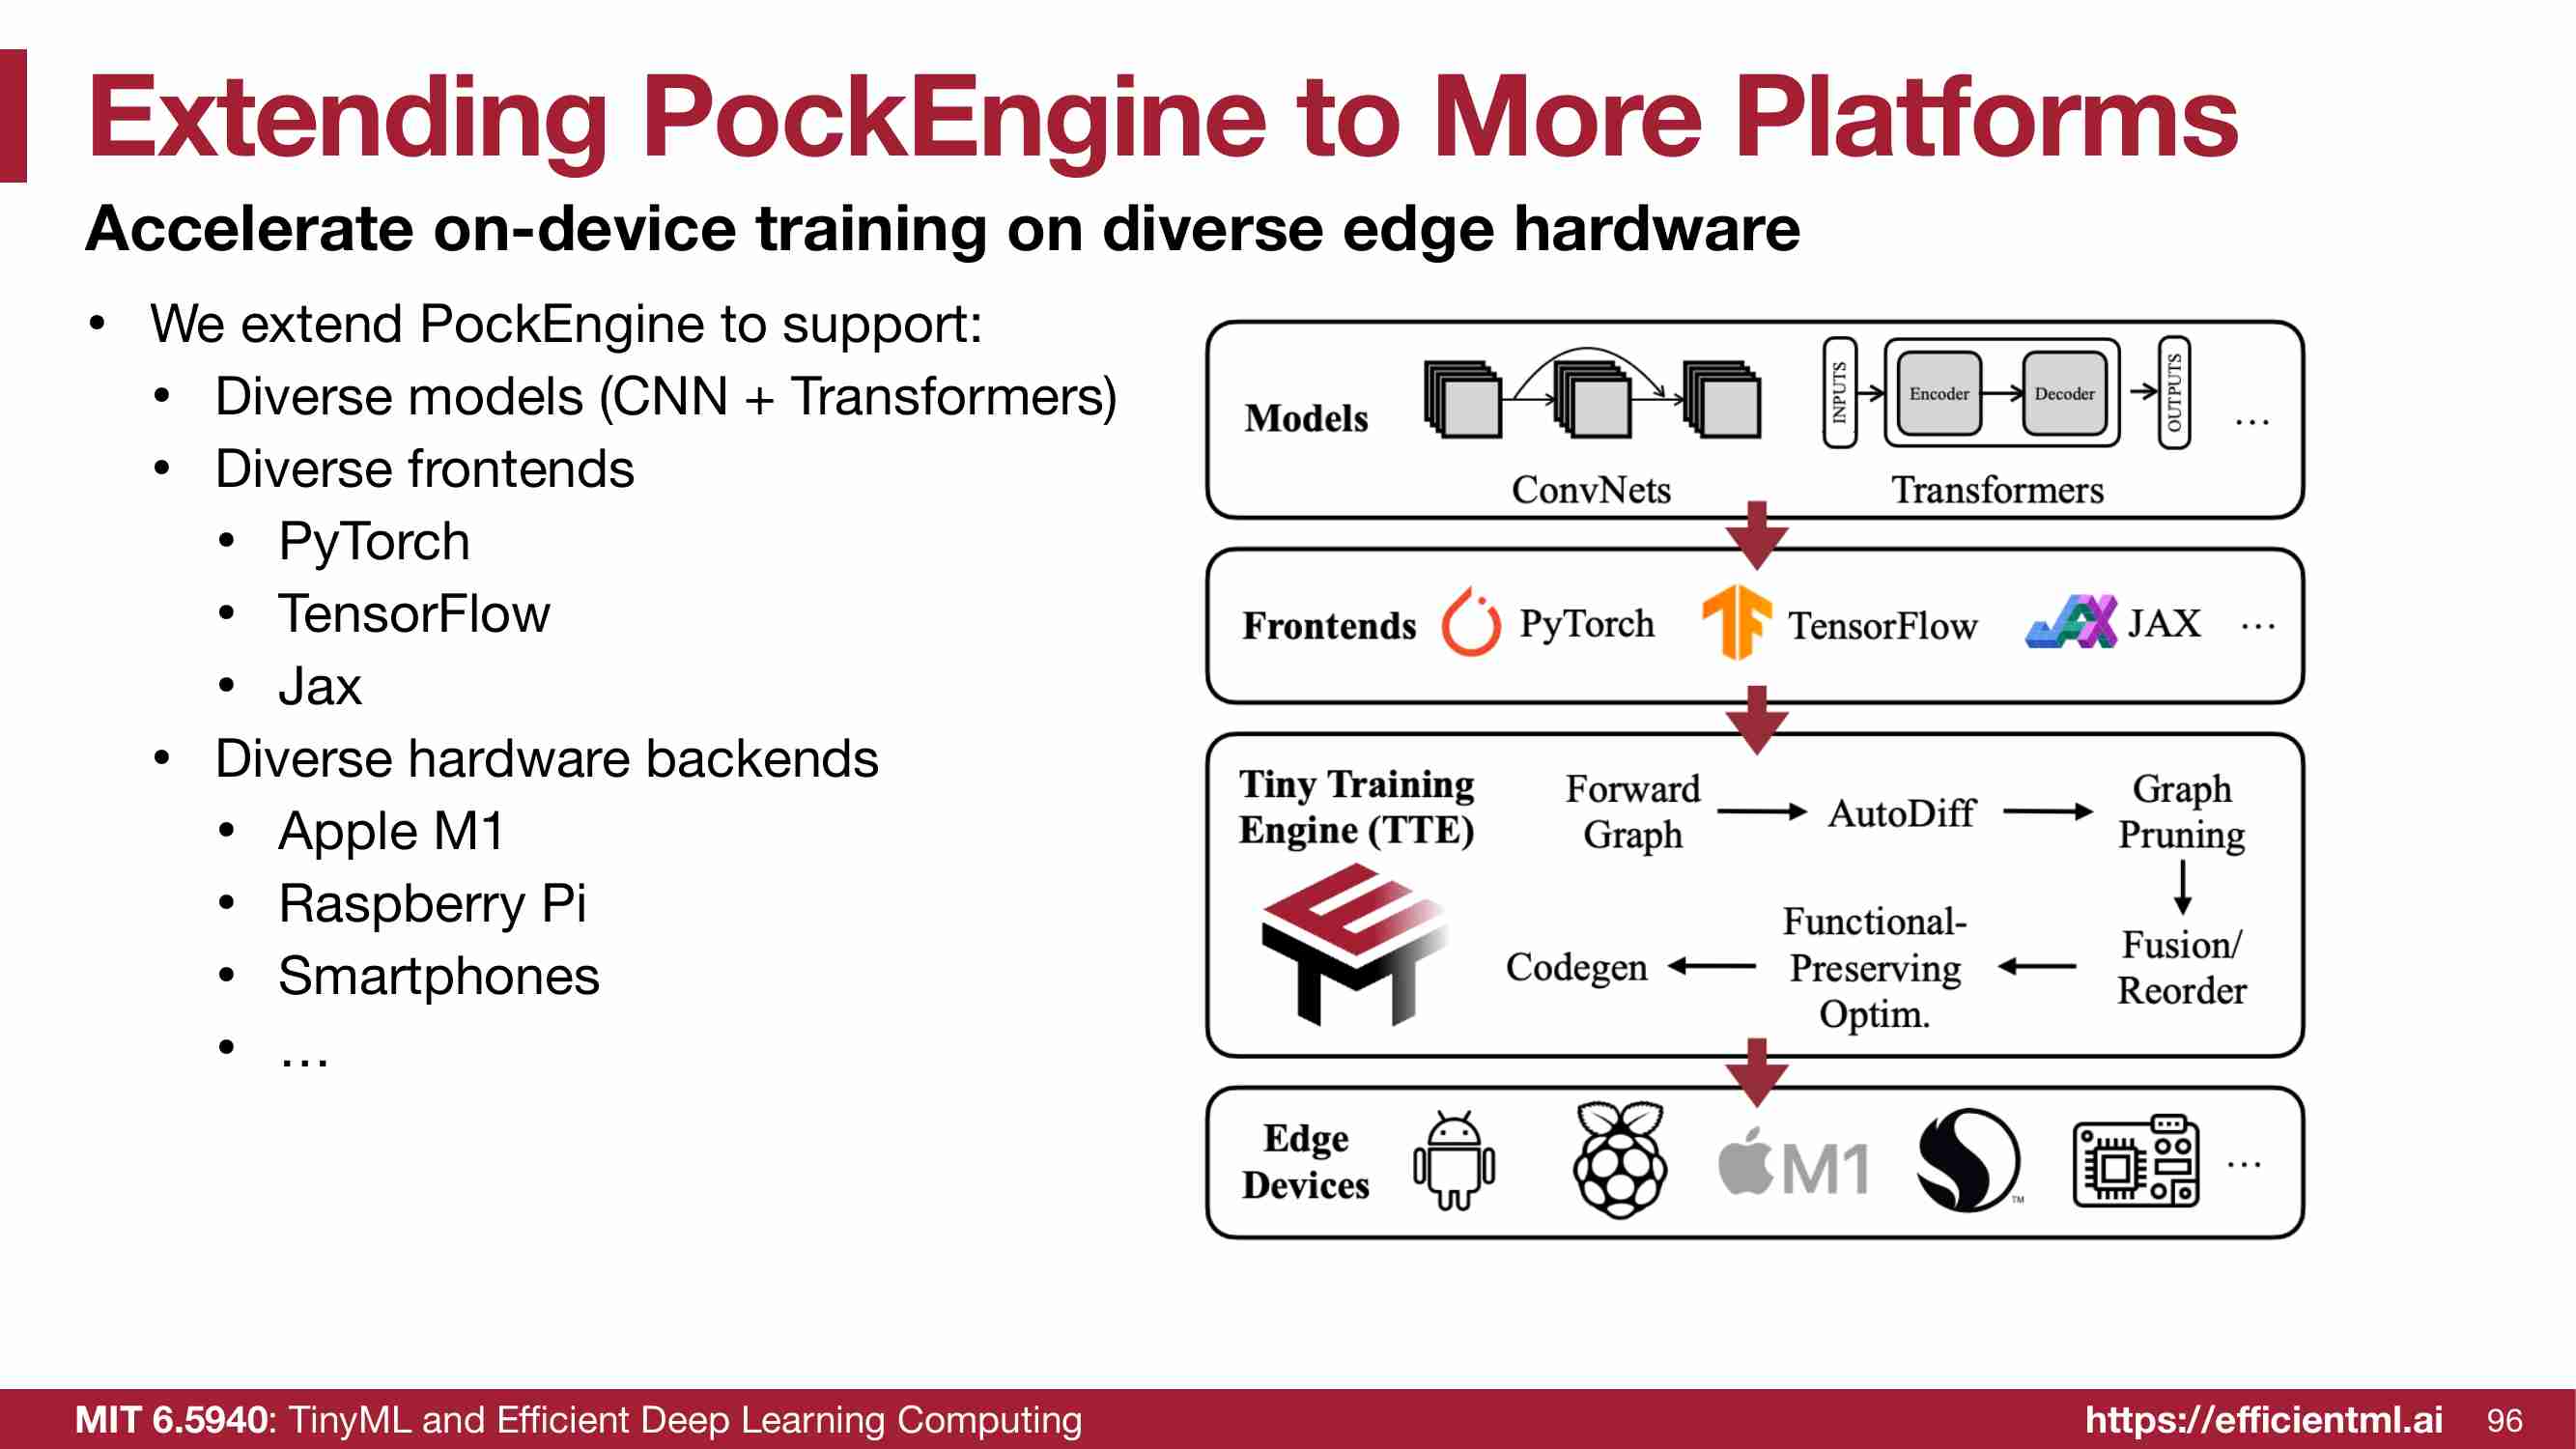 Extending PockEngine to More Platforms
Accelerate on-device training on diverse edge hardware
• We extend PockEngine to support:
• Diverse models (CNN + Transformers)
• Diverse frontends
• PyTorch
• TensorFlow
• Jax
• Diverse hardware backends
• Apple M1
• Raspberry Pi
• Smartphones
• …
Models
INPUTS
Encoder
Decoder
OUTPUTS
…
ConvNets
Transformers
Frontends
PyTorch
TensorFlow
JAX
…
Tiny Training
Engine (TTE)
Forward
Graph
AutoDiff
Graph
Pruning
Fusion/
Reorder
Functional-
Preserving
Optim.
Codegen
Edge
Devices
M1
TM
…
MIT 6.5940: TinyML and Efficient Deep Learning Computing
https://efficientml.ai
96